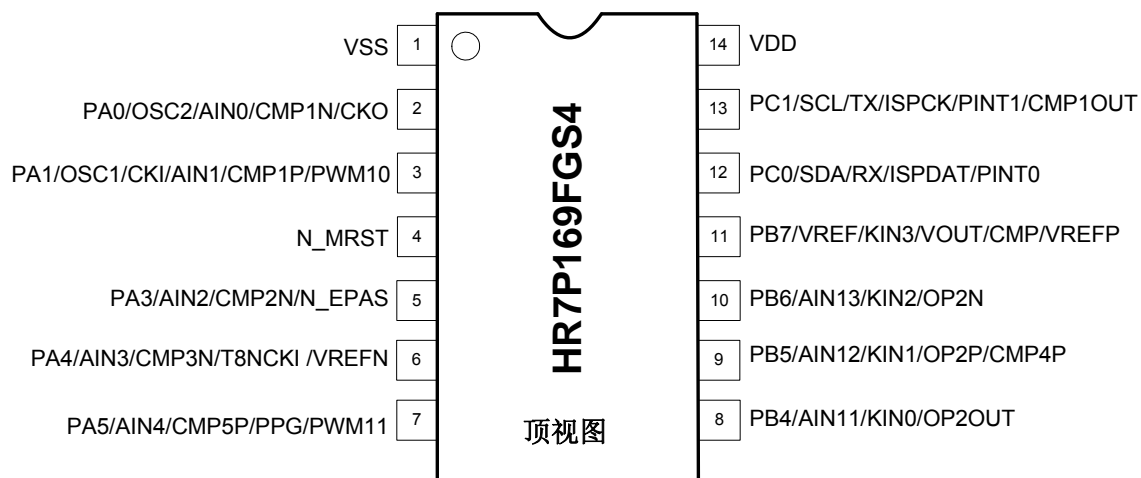 VSS 1
14 VDD
PA0/OSC2/AIN0/CMP1N/CKO 2
13 PC1/SCL/TX/ISPCK/PINT1/CMP1OUT
PA1/OSC1/CKI/AIN1/CMP1P/PWM10 3
12 PC0/SDA/RX/ISPDAT/PINT0
N_MRST 4
11 PB7/VREF/KIN3/VOUT/CMP/VREFP
PA3/AIN2/CMP2N/N_EPAS 5
10 PB6/AIN13/KIN2/OP2N
PA4/AIN3/CMP3N/T8NCKI /VREFN 6
9 PB5/AIN12/KIN1/OP2P/CMP4P
PA5/AIN4/CMP5P/PPG/PWM11 7
8 PB4/AIN11/KIN0/OP2OUT
HR7P169FGS4
顶视图